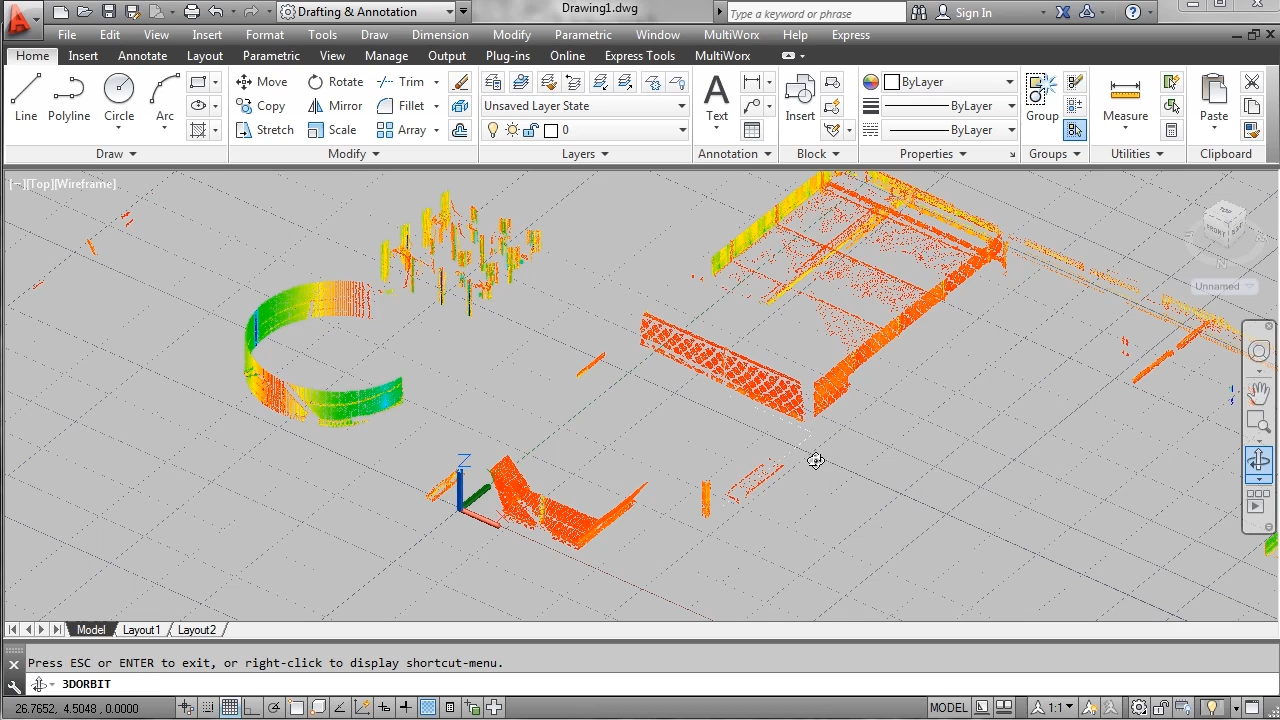 Drafting & Annotation
Drawing1.dwg
Type a keyword or phrase
Sign In
File Edit View Insert Format Tools Draw Dimension Modify Parametric Window MultiWorx Help Express
Home Insert Annotate Layout Parametric View Manage Output Plug-ins Online Express Tools MultiWorx
Move Rotate Trim
Unsaved Layer State
ByLayer
Line Polyline Circle Arc
Copy Mirror Fillet
Text Insert
ByLayer
Group Measure Paste
Stretch Scale Array
0
ByLayer
Draw Modify Layers Annotation Block Properties Groups Utilities Clipboard
[−][Top][Wireframe]
TOP
FRONT
N
Unnamed
Z
Model Layout1 Layout2
Press ESC or ENTER to exit, or right-click to display shortcut-menu.
3DORBIT
26.7652, 4.5048, 0.0000
MODEL
1:1